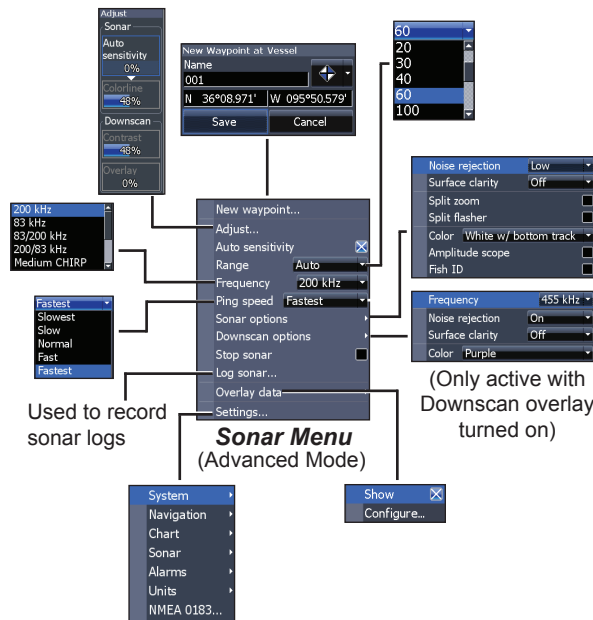 Adjust
Sonar
Auto
sensitivity
0%
Colorline
48%
Downscan
Contrast
48%
Overlay
0%
New Waypoint at Vessel
Name
001
N 36°08.971' W 095°50.579'
Save Cancel
60
20
30
40
60
100
200 kHz
83 kHz
83/200 kHz
200/83 kHz
Medium CHIRP
Fastest
Slowest
Slow
Normal
Fast
Fastest
New waypoint...
Adjust...
Auto sensitivity
Range Auto
Frequency 200 kHz
Ping speed Fastest
Sonar options
Downscan options
Stop sonar
Log sonar...
Overlay data
Settings...
Noise rejection Low
Surface clarity Off
Split zoom
Split flasher
Color White w/ bottom track
Amplitude scope
Fish ID
Frequency 455 kHz
Noise rejection On
Surface clarity Off
Color Purple
(Only active with
Downscan overlay
turned on)
Used to record
sonar logs
Sonar Menu
(Advanced Mode)
System
Navigation
Chart
Sonar
Alarms
Units
NMEA 0183...
Show
Configure...